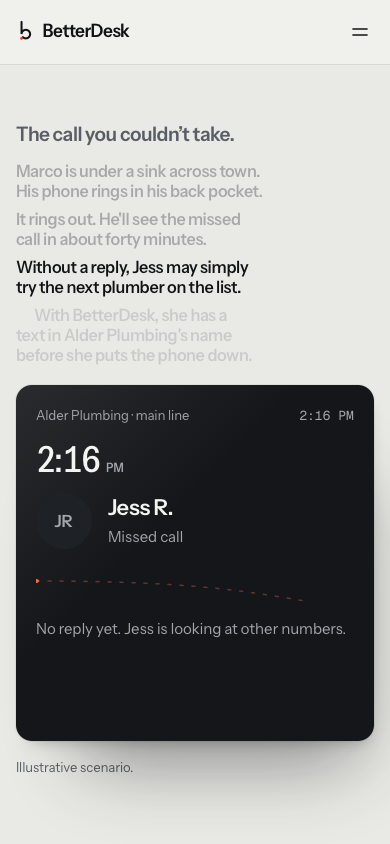 BetterDesk
The call you couldn’t take.
Marco is under a sink across town.
His phone rings in his back pocket.
It rings out. He'll see the missed
call in about forty minutes.
Without a reply, Jess may simply
try the next plumber on the list.
With BetterDesk, she has a
text in Alder Plumbing's name
before she puts the phone down.
Alder Plumbing · main line
2:16 PM
2:16 PM
JR
Jess R.
Missed call
No reply yet. Jess is looking at other numbers.
Illustrative scenario.